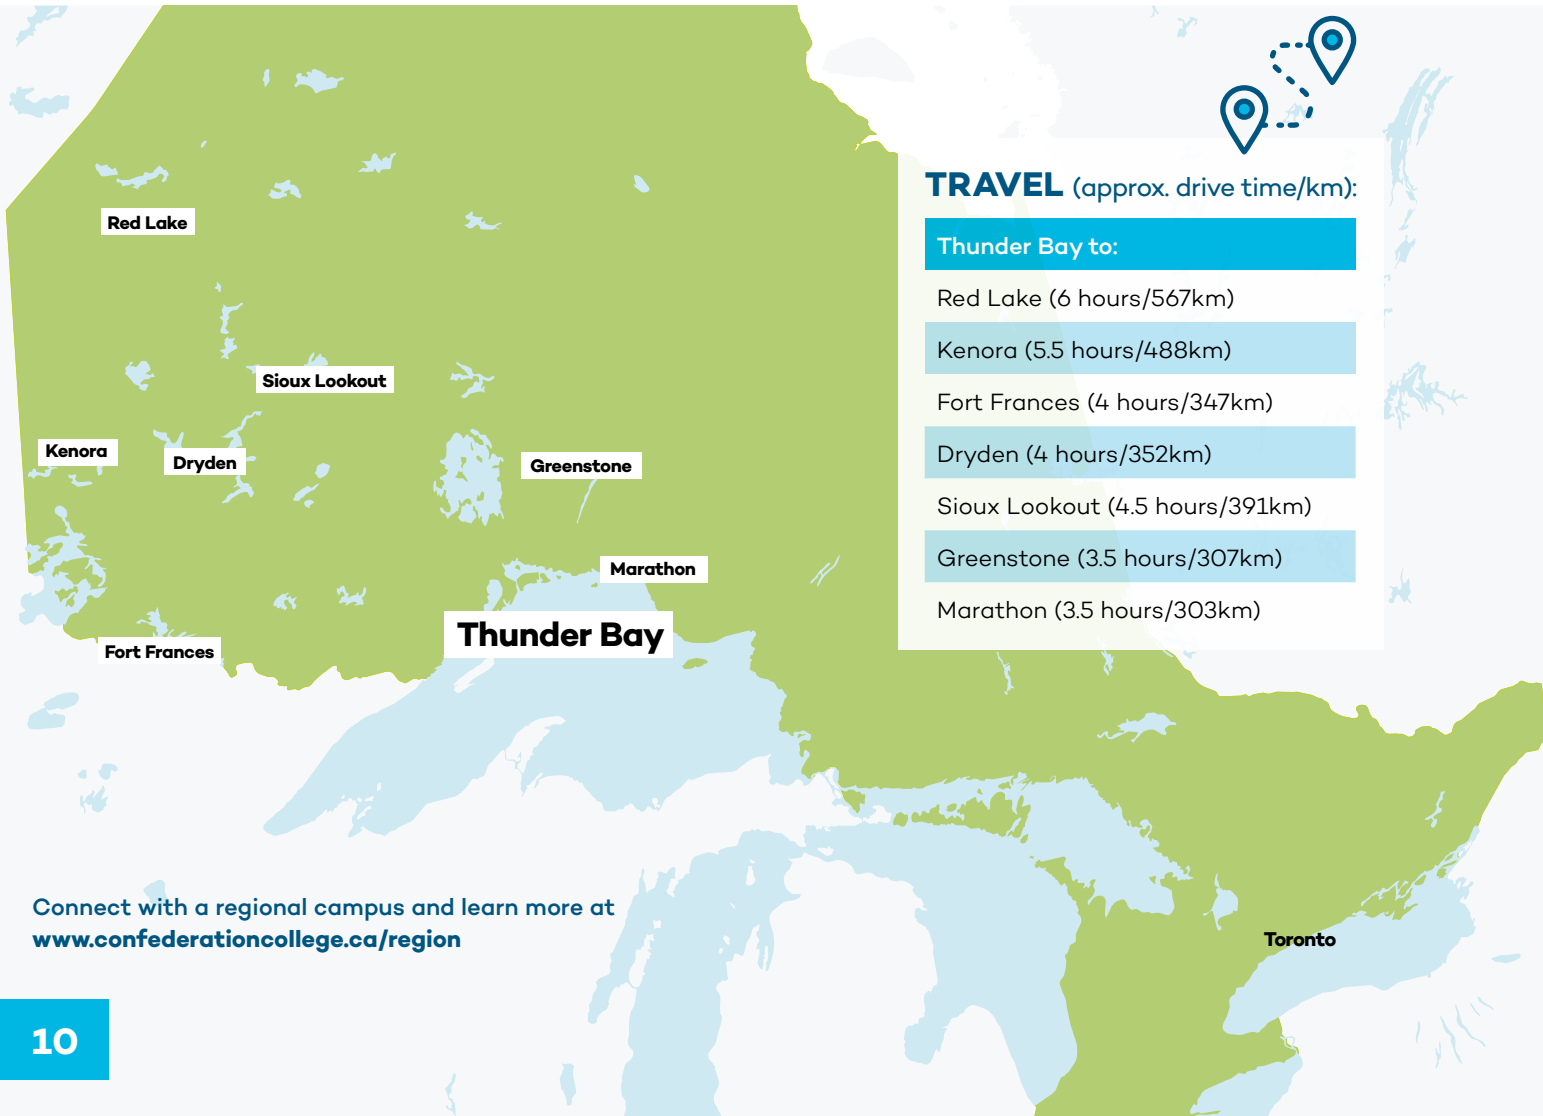 TRAVEL (approx. drive time/km):
Thunder Bay to:
Red Lake (6 hours/567km)
Kenora (5.5 hours/488km)
Fort Frances (4 hours/347km)
Dryden (4 hours/352km)
Sioux Lookout (4.5 hours/391km)
Greenstone (3.5 hours/307km)
Marathon (3.5 hours/303km)
Red Lake
Sioux Lookout
Kenora
Dryden
Greenstone
Marathon
Thunder Bay
Fort Frances
Toronto
Connect with a regional campus and learn more at
www.confederationcollege.ca/region
10